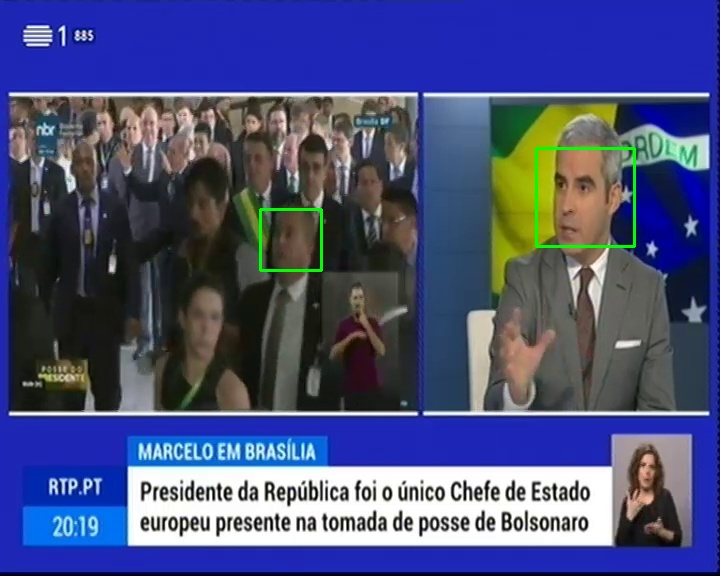 1 885
nbr
Brasília DF
ORDEM
POSSE DO
PRESIDENTE
MARCELO EM BRASÍLIA
RTP.PT
20:19
Presidente da República foi o único Chefe de Estado
europeu presente na tomada de posse de Bolsonaro